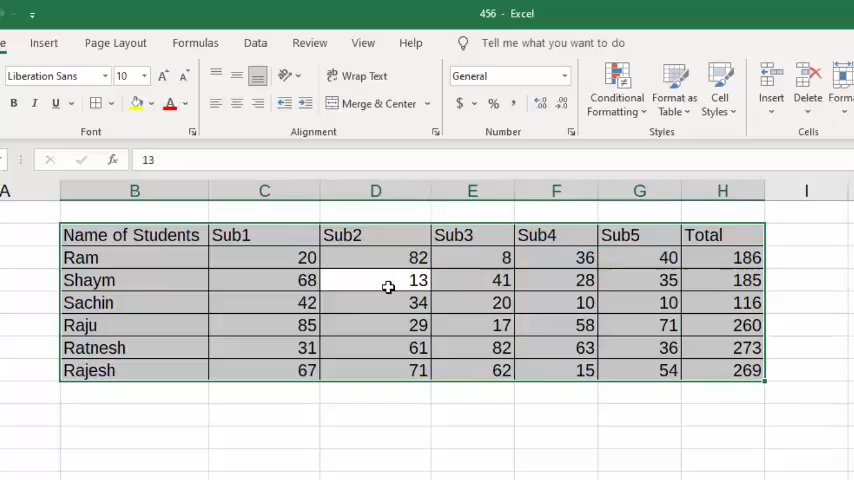 456 - Excel
e Insert Page Layout Formulas Data Review View Help Tell me what you want to do
Liberation Sans 10 A A Wrap Text General Conditional Formatting Format as Table Cell Styles Insert Delete Form
B I U A Merge & Center $ % ,
Font Alignment Number Styles Cells
fx 13
A B C D E F G H I
Name of Students Sub1 Sub2 Sub3 Sub4 Sub5 Total
Ram 20 82 8 36 40 186
Shaym 68 13 41 28 35 185
Sachin 42 34 20 10 10 116
Raju 85 29 17 58 71 260
Ratnesh 31 61 82 63 36 273
Rajesh 67 71 62 15 54 269